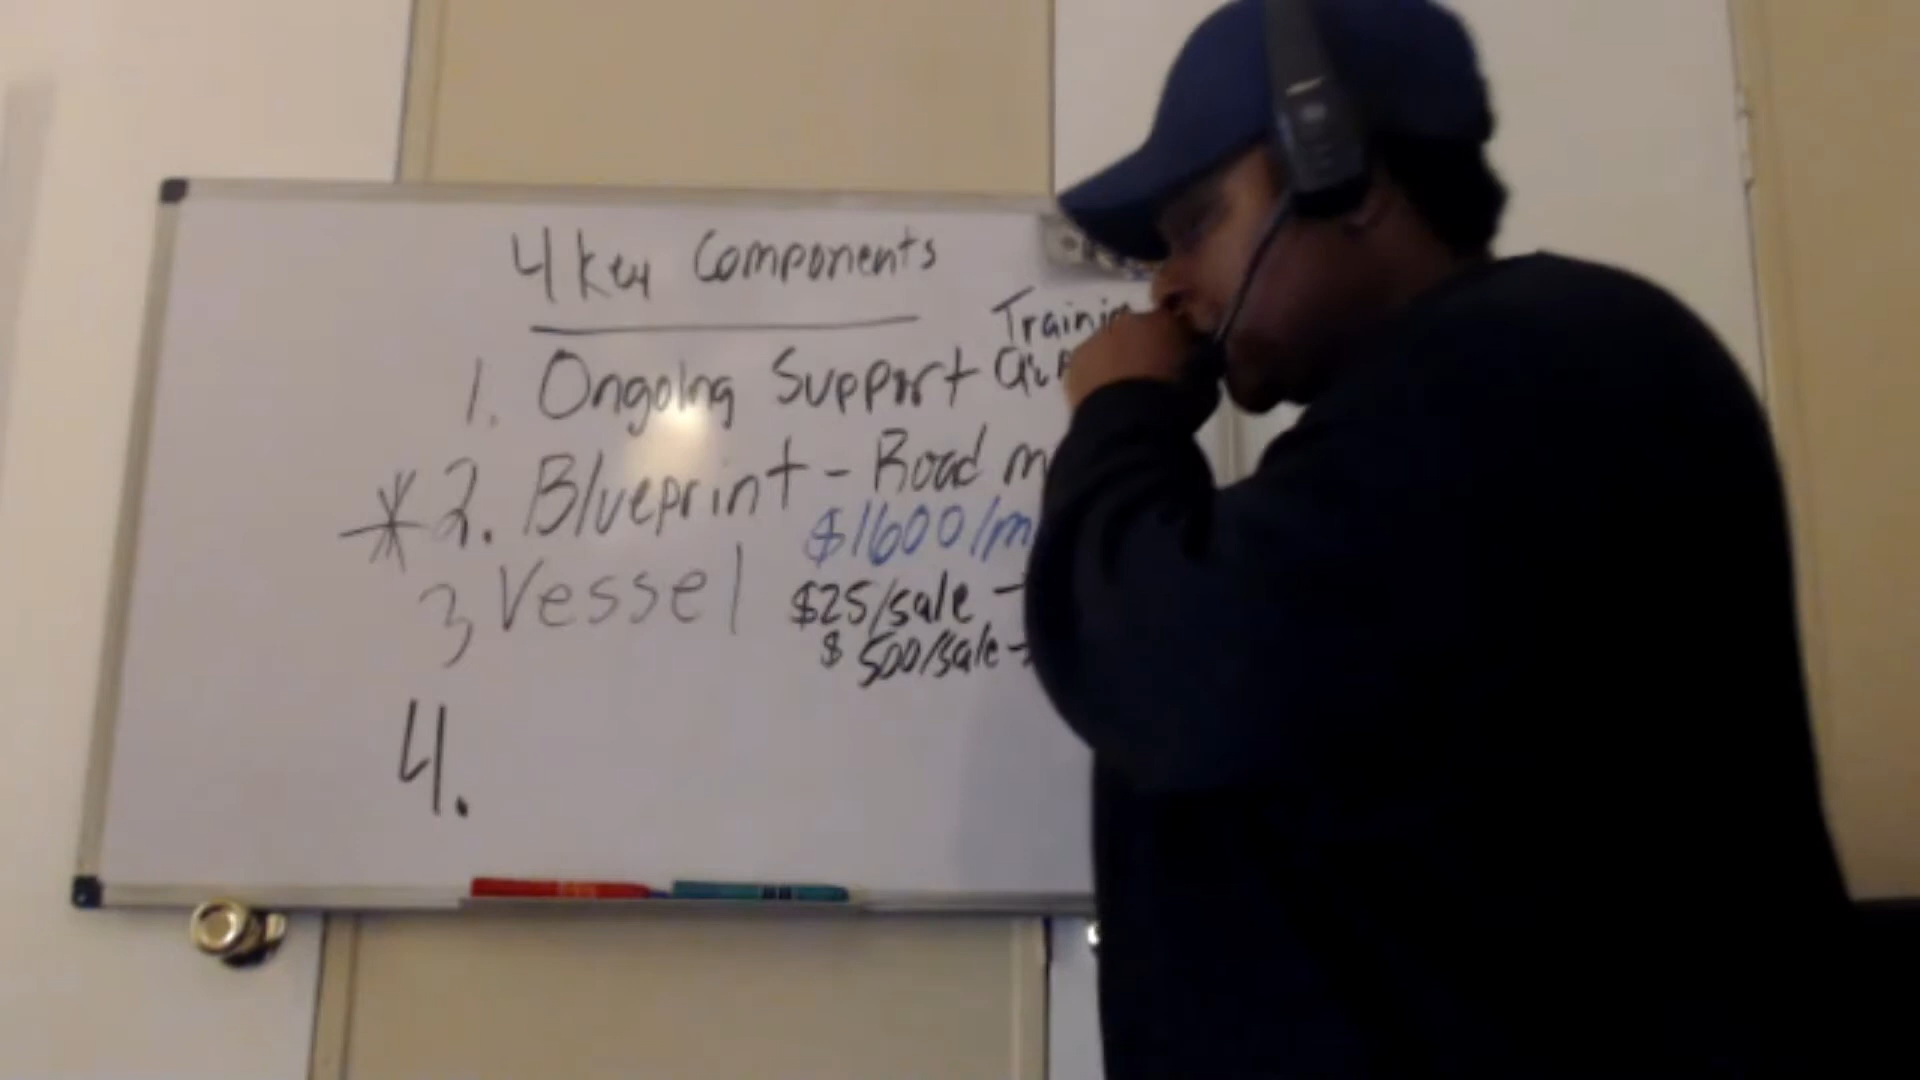 4 Key Components
1. Ongoing Support
* 2. Blueprint - Road
$1600/m
3 Vessel
$25/sale →
$500/sale →
4.